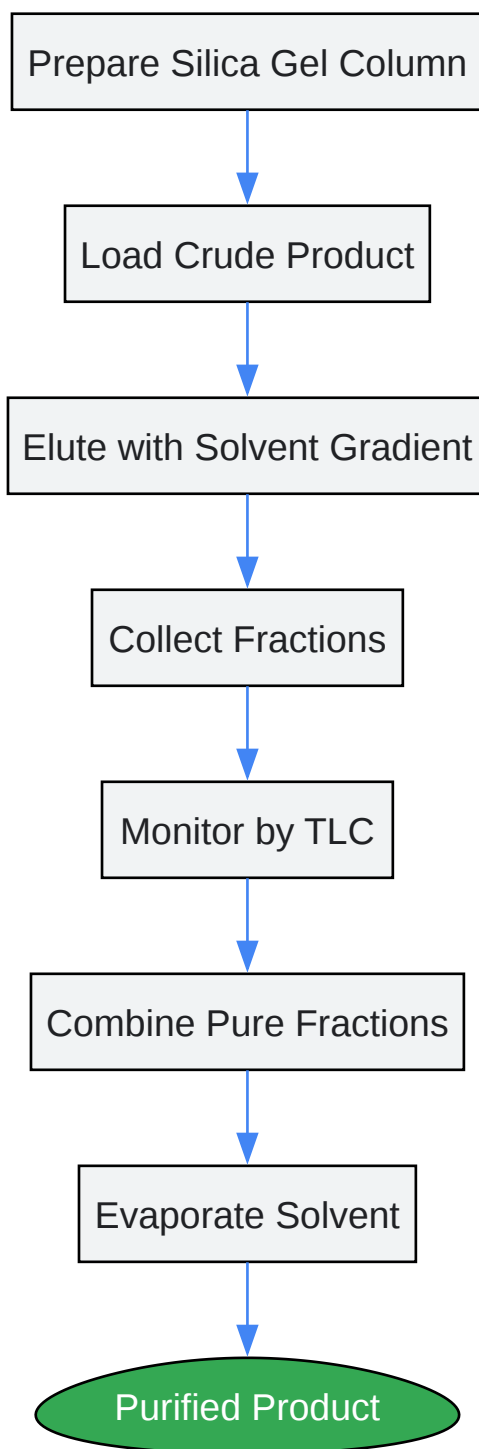 Prepare Silica Gel Column
Load Crude Product
Elute with Solvent Gradient
Collect Fractions
Monitor by TLC
Combine Pure Fractions
Evaporate Solvent
Purified Product